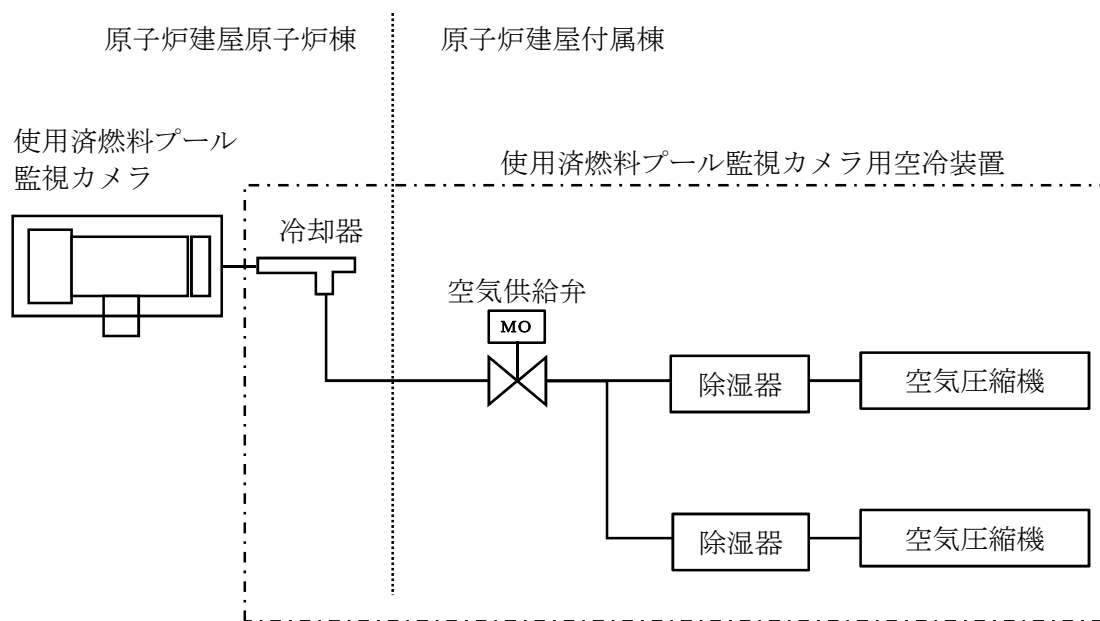 原子炉建屋原子炉棟
原子炉建屋付属棟
使用済燃料プール
監視カメラ
使用済燃料プール監視カメラ用空冷装置
冷却器
空気供給弁
MO
除湿器
空気圧縮機
除湿器
空気圧縮機